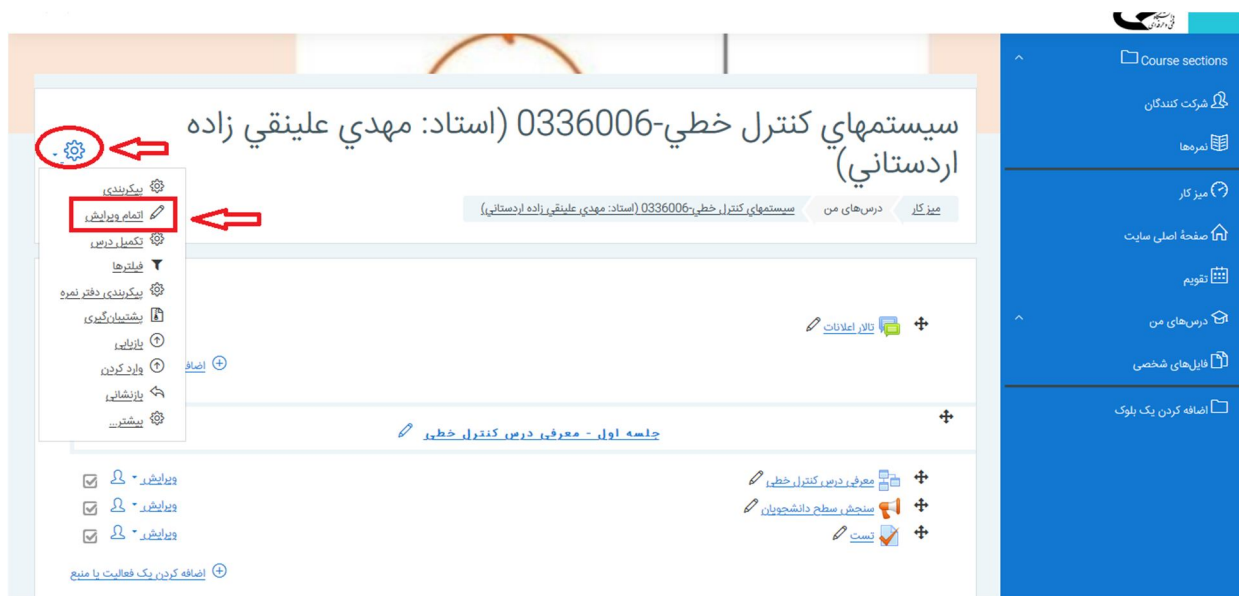 Course sections
شرکت کنندگان
نمره‌ها
میز کار
صفحهٔ اصلی سایت
تقویم
درس‌های من
فایل‌های شخصی
اضافه کردن یک بلوک
سيستمهاي كنترل خطي-0336006 (استاد: مهدي علينقي زاده
اردستاني)
میز کار
درس‌های من
سيستمهاي كنترل خطي-0336006 (استاد: مهدي علينقي زاده اردستاني)
پیکربندی
اتمام ویرایش
تکمیل درس
فیلترها
پیکربندی دفتر نمره
پشتیبان‌گیری
بازیابی
وارد کردن
بازنشانی
بیشتر...
تالار اعلانات
اضافه
جلسه اول - معرفی درس کنترل خطی
معرفی درس کنترل خطی
ویرایش
سنجش سطح دانشجویان
ویرایش
تست
ویرایش
اضافه کردن یک فعالیت یا منبع